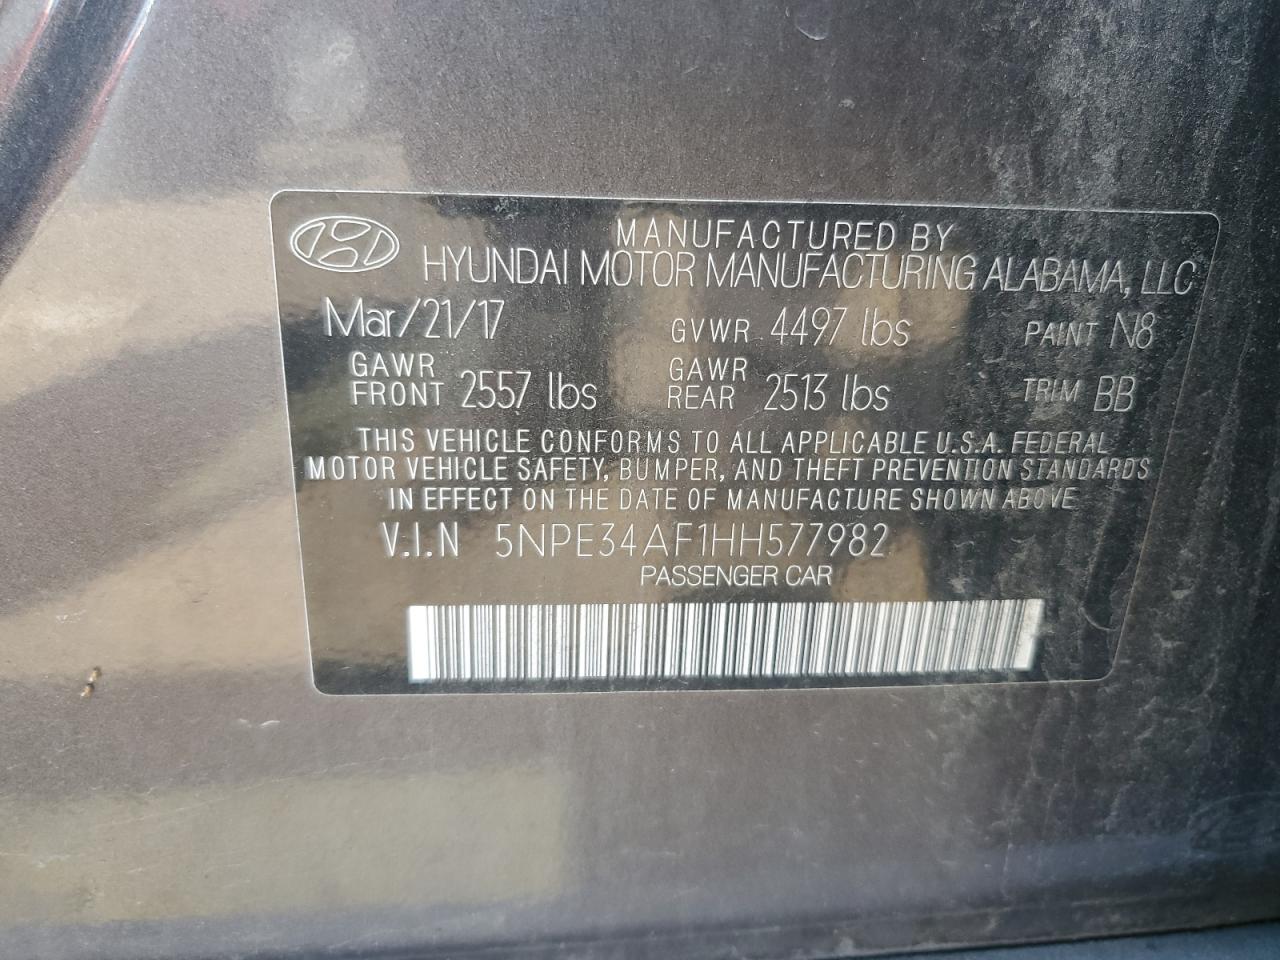 MANUFACTURED BY
HYUNDAI MOTOR MANUFACTURING ALABAMA, LLC
Mar/21/17 GVWR 4497 lbs PAINT N8
GAWR FRONT 2557 lbs GAWR REAR 2513 lbs TRIM BB
THIS VEHICLE CONFORMS TO ALL APPLICABLE U.S.A. FEDERAL
MOTOR VEHICLE SAFETY, BUMPER, AND THEFT PREVENTION STANDARDS
IN EFFECT ON THE DATE OF MANUFACTURE SHOWN ABOVE
V.I.N 5NPE34AF1HH577982
PASSENGER CAR